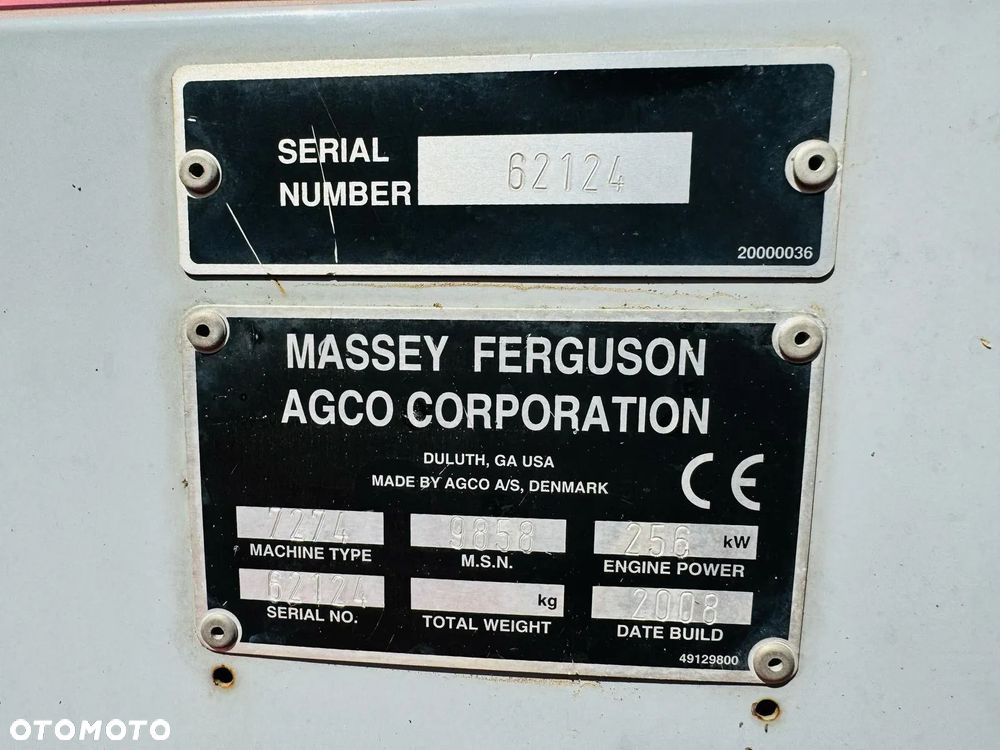 SERIAL
NUMBER 62124
20000036
MASSEY FERGUSON
AGCO CORPORATION
DULUTH, GA USA
MADE BY AGCO A/S, DENMARK
CE
7274 9858 256 kW
MACHINE TYPE M.S.N. ENGINE POWER
62124 kg 2008
SERIAL NO. TOTAL WEIGHT DATE BUILD
49129800
OTOMOTO